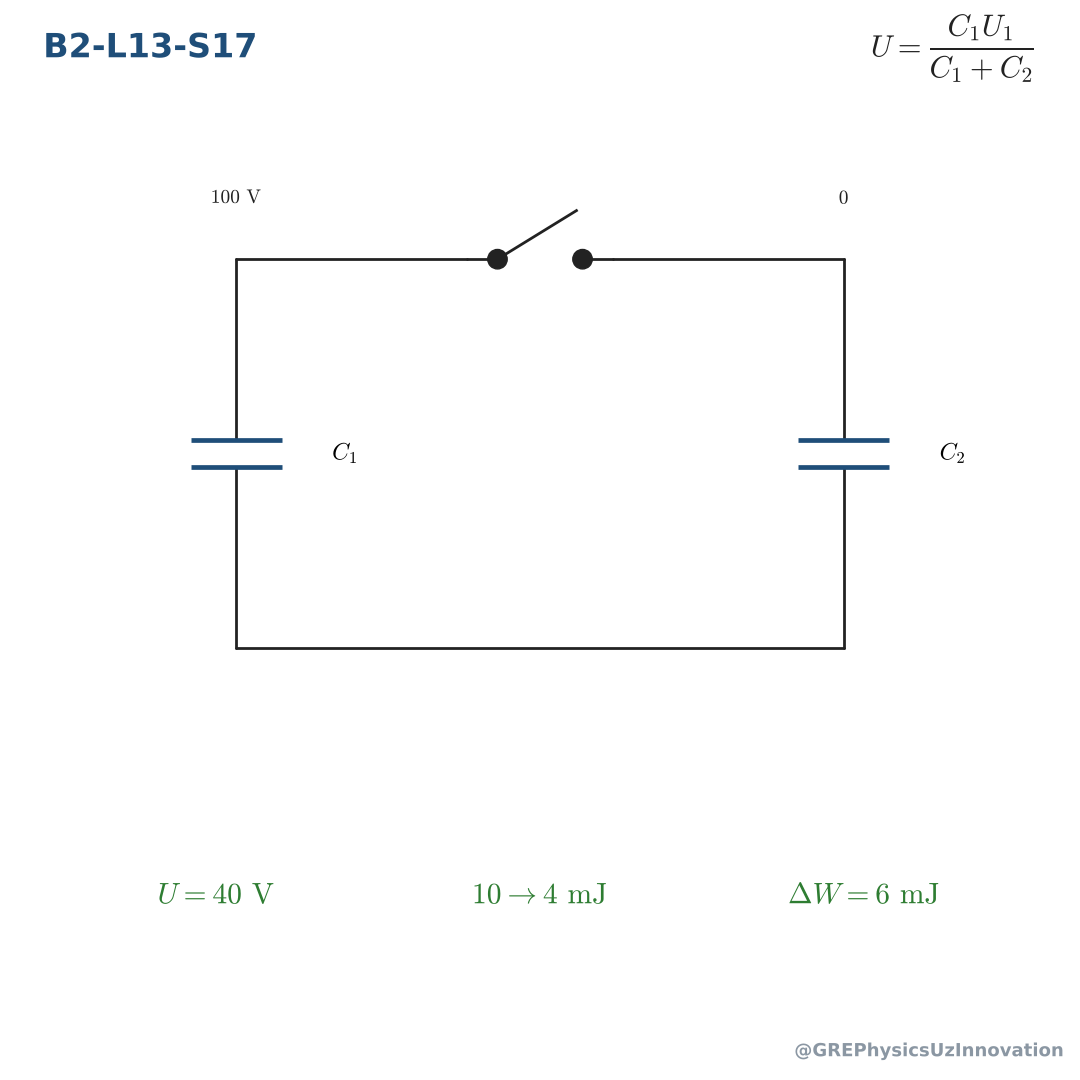 B2-L13-S17
U = C₁U₁ / (C₁ + C₂)
100 V
0
C₁
C₂
U = 40 V
10 → 4 mJ
ΔW = 6 mJ
@GREPhysicsUzInnovation